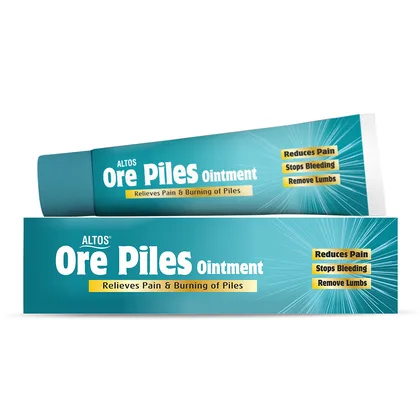 ALTOS
Ore Piles Ointment
Relieves Pain & Burning of Piles
Reduces Pain
Stops Bleeding
Remove Lumbs
ALTOS®
Ore Piles Ointment
Relieves Pain & Burning of Piles
Reduces Pain
Stops Bleeding
Remove Lumbs